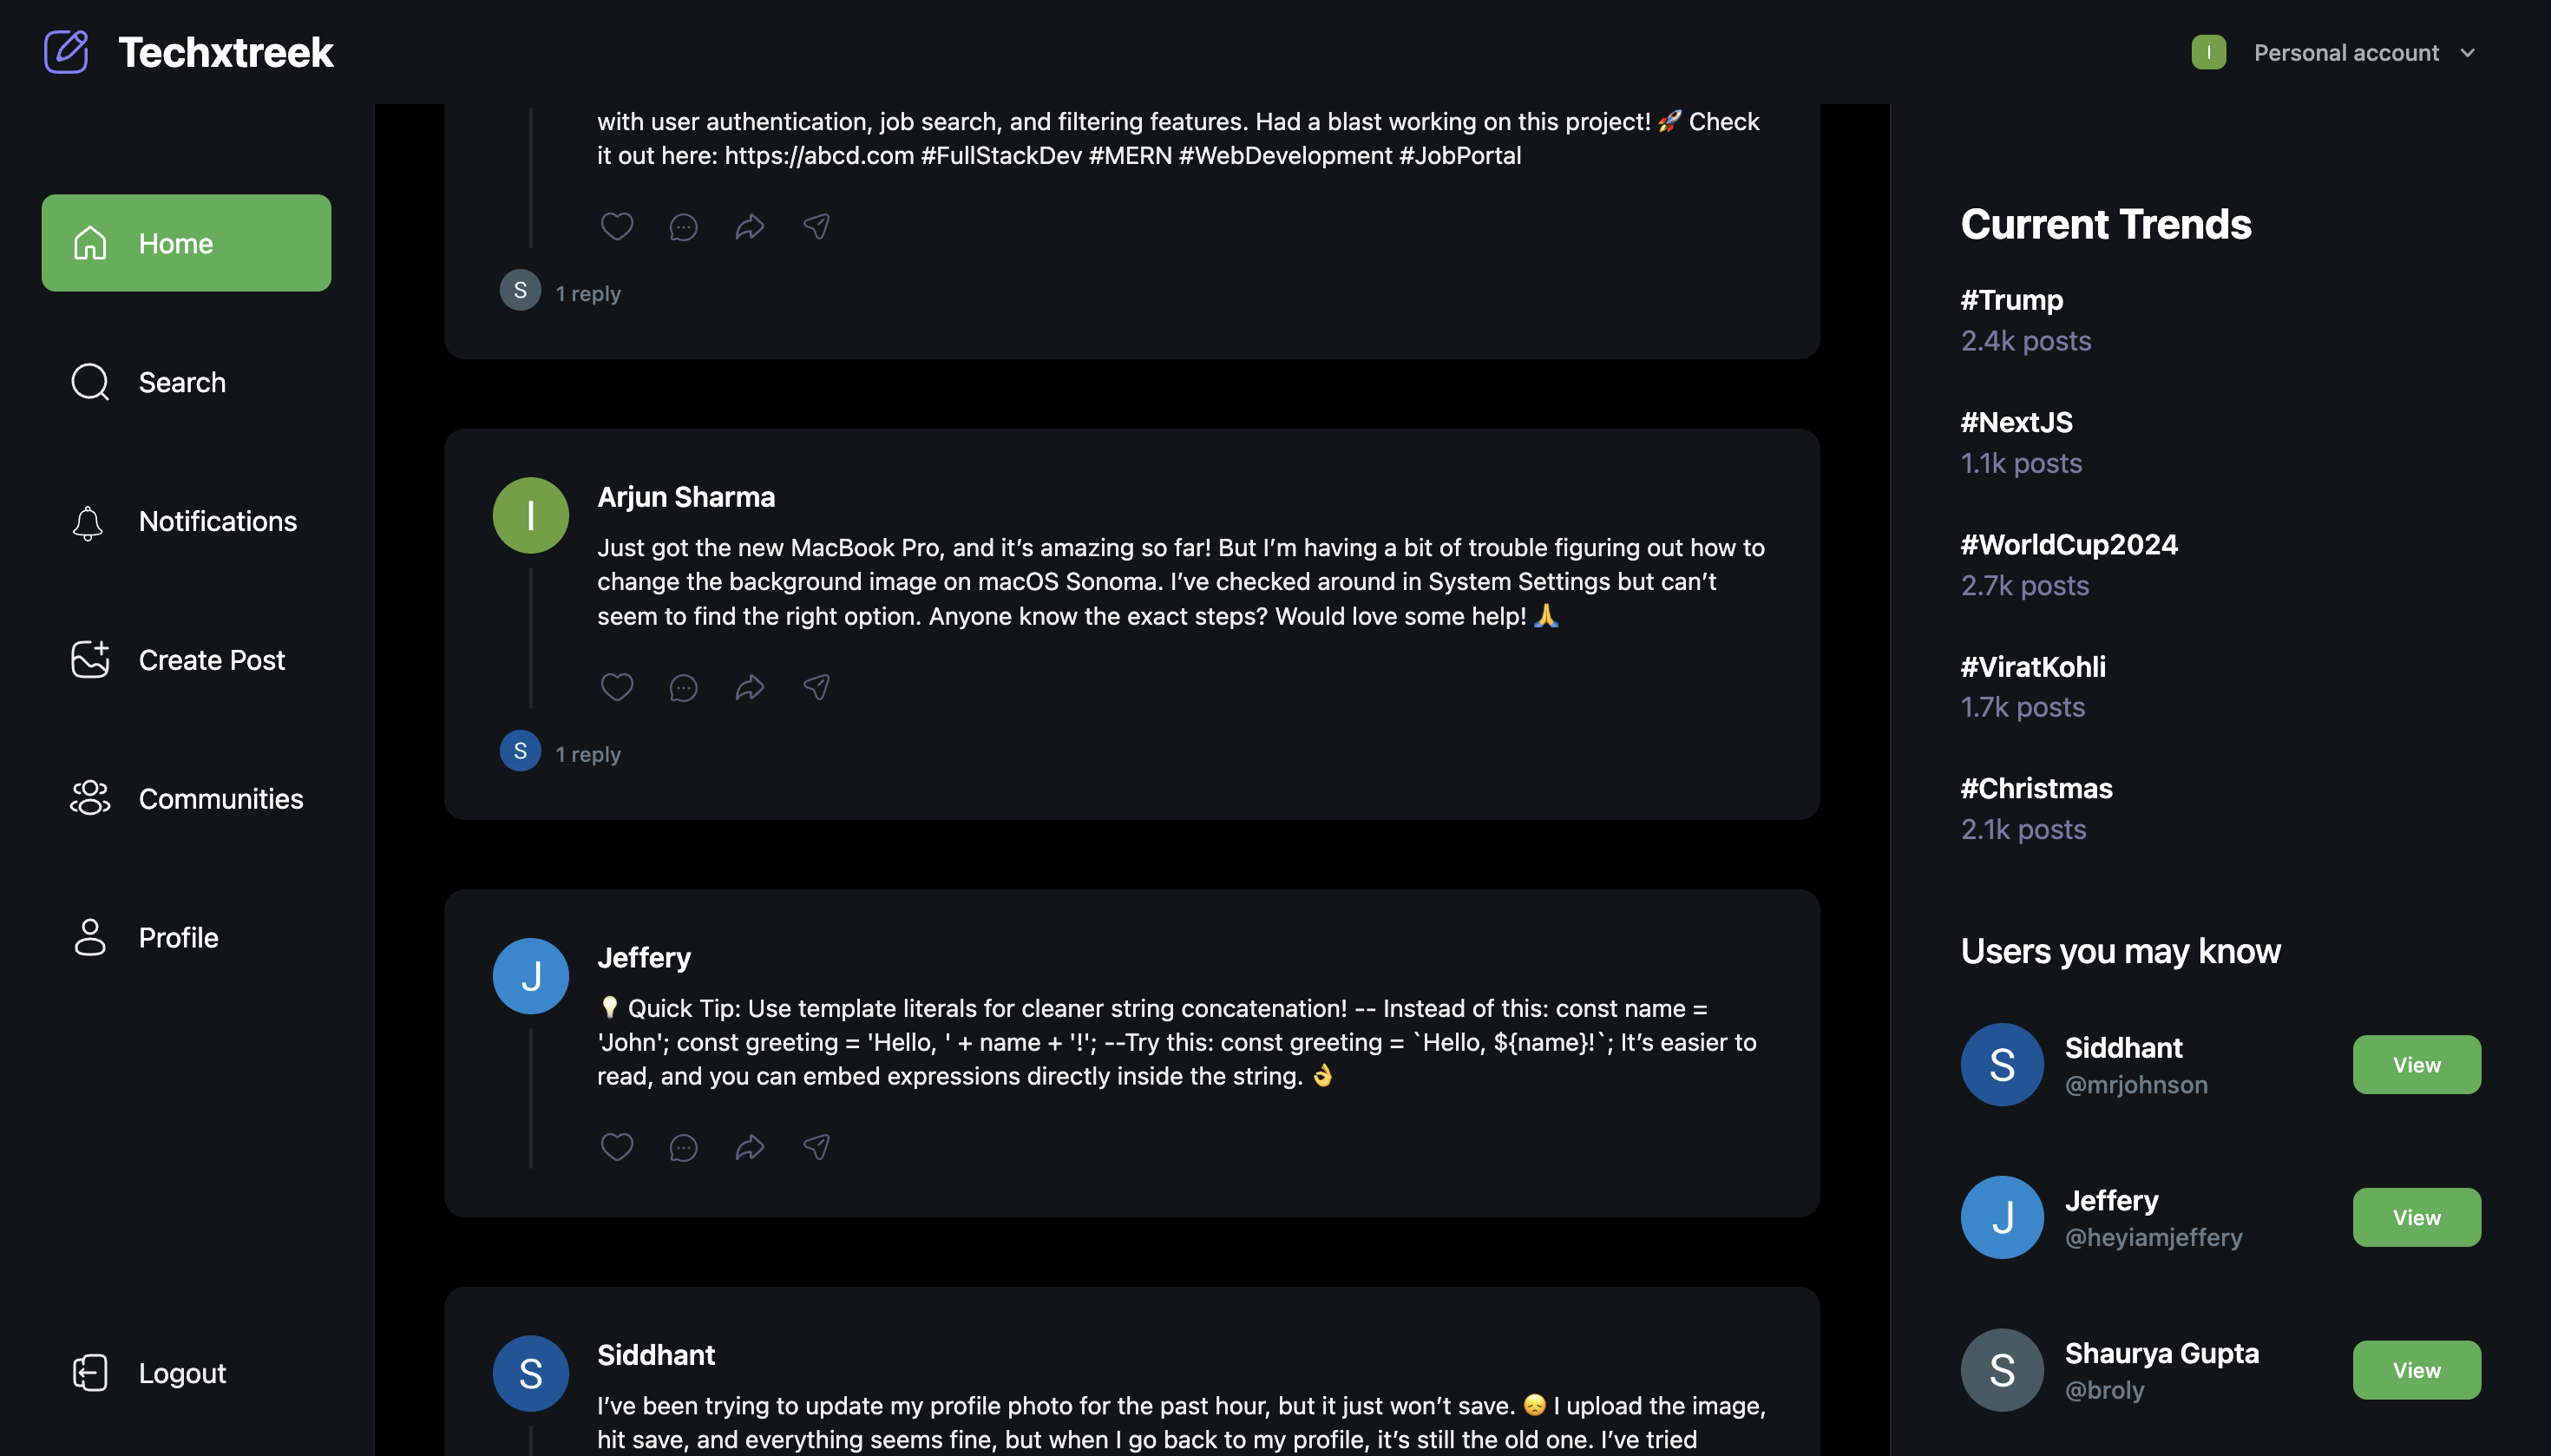 Techxtreek
I
Personal account
Home
Search
Notifications
Create Post
Communities
Profile
Logout
with user authentication, job search, and filtering features. Had a blast working on this project! 🚀 Check
it out here: https://abcd.com #FullStackDev #MERN #WebDevelopment #JobPortal
S
1 reply
I
Arjun Sharma
Just got the new MacBook Pro, and it’s amazing so far! But I’m having a bit of trouble figuring out how to
change the background image on macOS Sonoma. I’ve checked around in System Settings but can’t
seem to find the right option. Anyone know the exact steps? Would love some help! 🙏
S
1 reply
J
Jeffery
💡 Quick Tip: Use template literals for cleaner string concatenation! -- Instead of this: const name =
'John'; const greeting = 'Hello, ' + name + '!'; --Try this: const greeting = `Hello, ${name}!`; It’s easier to
read, and you can embed expressions directly inside the string. 👌
S
Siddhant
I’ve been trying to update my profile photo for the past hour, but it just won’t save. 😞 I upload the image,
hit save, and everything seems fine, but when I go back to my profile, it’s still the old one. I’ve tried
Current Trends
#Trump
2.4k posts
#NextJS
1.1k posts
#WorldCup2024
2.7k posts
#ViratKohli
1.7k posts
#Christmas
2.1k posts
Users you may know
S
Siddhant
@mrjohnson
View
J
Jeffery
@heyiamjeffery
View
S
Shaurya Gupta
@broly
View